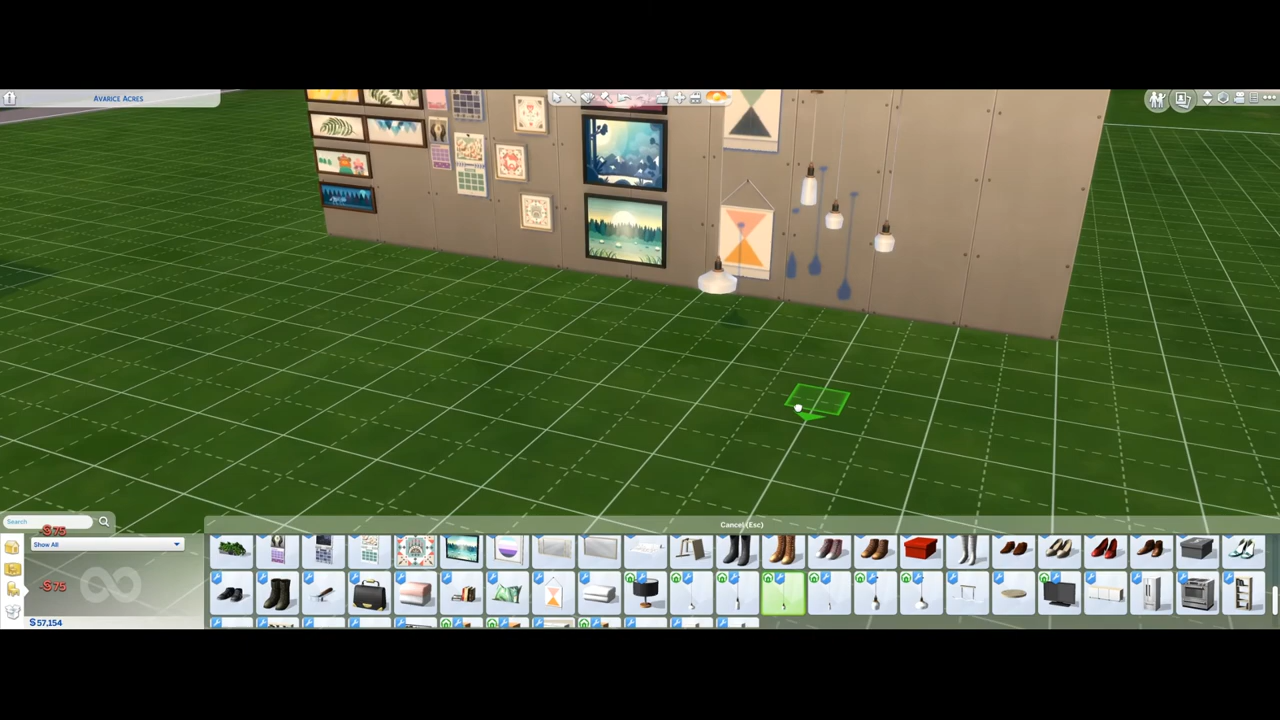 AVARICE ACRES
Cancel (Esc)
Search
-$75
Show All
-$75
$57,154